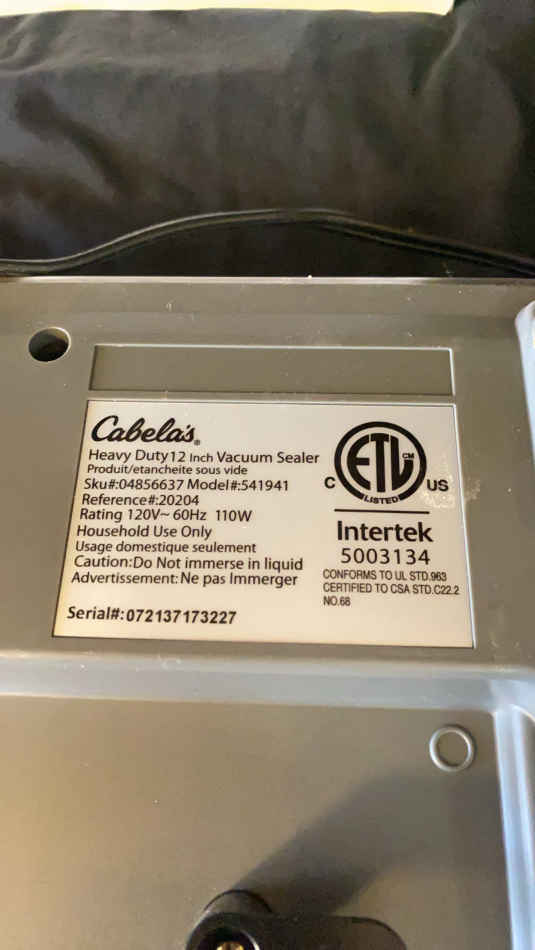 Cabela's®
Heavy Duty 12 Inch Vacuum Sealer
Produit/etancheite sous vide
Sku#:04856637 Model#:541941
Reference#:20204
Rating 120V~ 60Hz 110W
Household Use Only
Usage domestique seulement
Caution:Do Not immerse in liquid
Advertissement: Ne pas Immerger
Serial#: 072137173227
ETL CM
C US
LISTED
Intertek
5003134
CONFORMS TO UL STD.963
CERTIFIED TO CSA STD.C22.2
NO.68